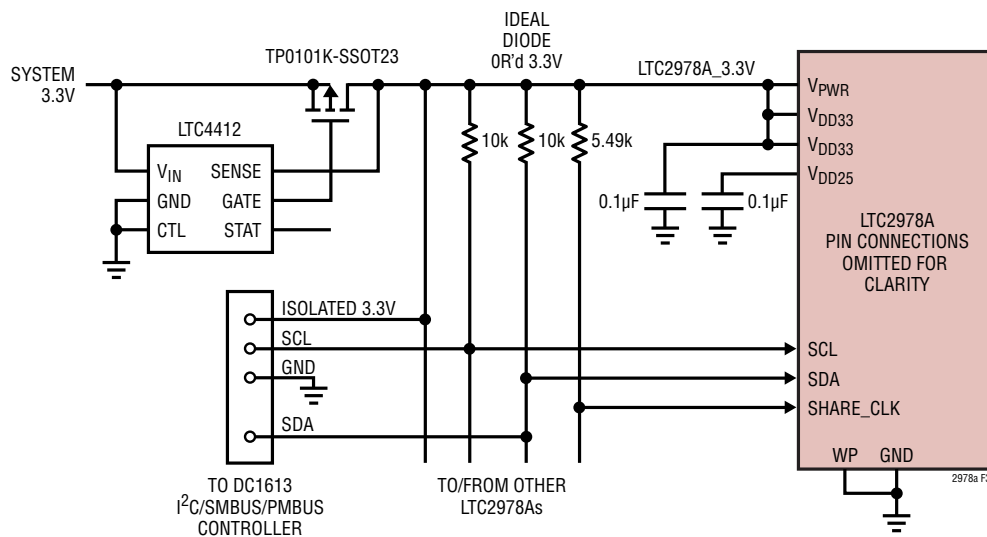 IDEAL
DIODE
0R'd 3.3V
TP0101K-SSOT23
SYSTEM
3.3V
LTC2978A_3.3V
LTC4412
VIN
SENSE
GND
GATE
CTL
STAT
10k
10k
5.49k
VPWR
VDD33
VDD33
VDD25
0.1µF
0.1µF
LTC2978A
PIN CONNECTIONS
OMITTED FOR
CLARITY
ISOLATED 3.3V
SCL
GND
SDA
SCL
SDA
SHARE_CLK
WP
GND
TO DC1613
I2C/SMBUS/PMBUS
CONTROLLER
TO/FROM OTHER
LTC2978As
2978a